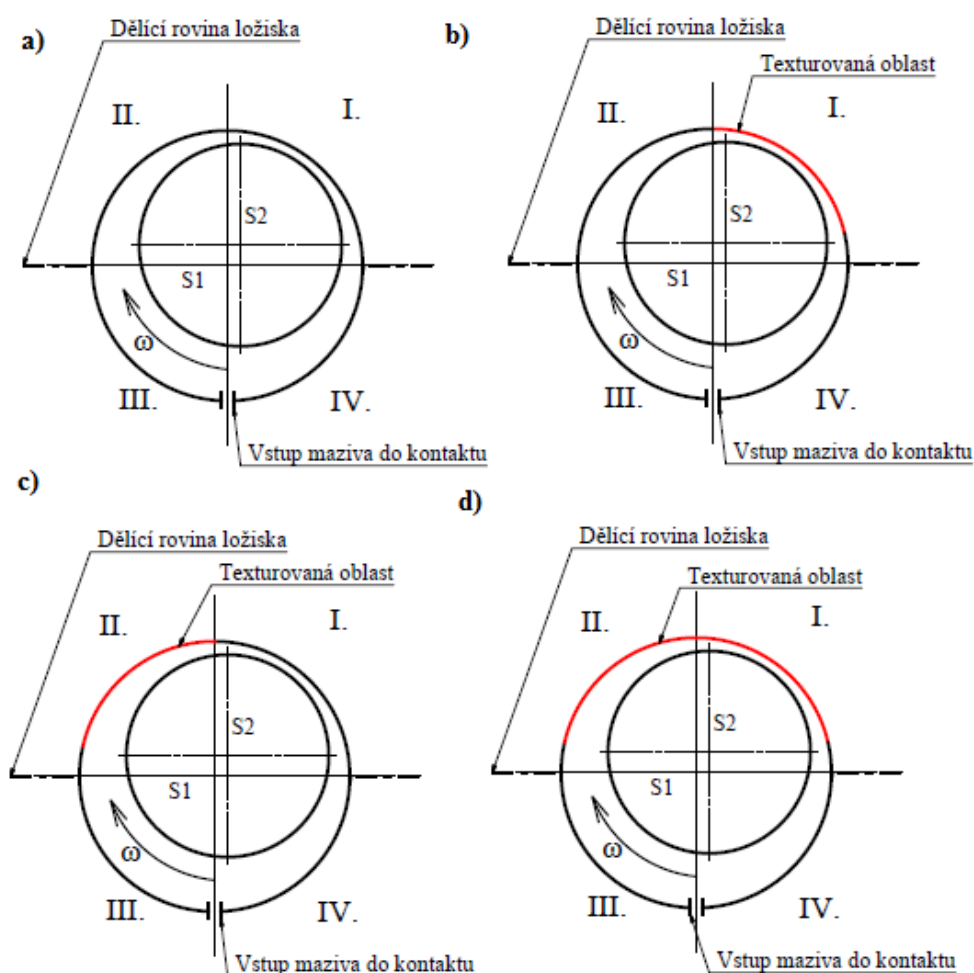 a)
Dělící rovina ložiska
II.
I.
S2
S1
ω
III.
IV.
Vstup maziva do kontaktu
b)
Dělící rovina ložiska
Texturovaná oblast
II.
I.
S2
S1
ω
III.
IV.
Vstup maziva do kontaktu
c)
Dělící rovina ložiska
Texturovaná oblast
II.
I.
S2
S1
ω
III.
IV.
Vstup maziva do kontaktu
d)
Dělící rovina ložiska
Texturovaná oblast
II.
I.
S2
S1
ω
III.
IV.
Vstup maziva do kontaktu